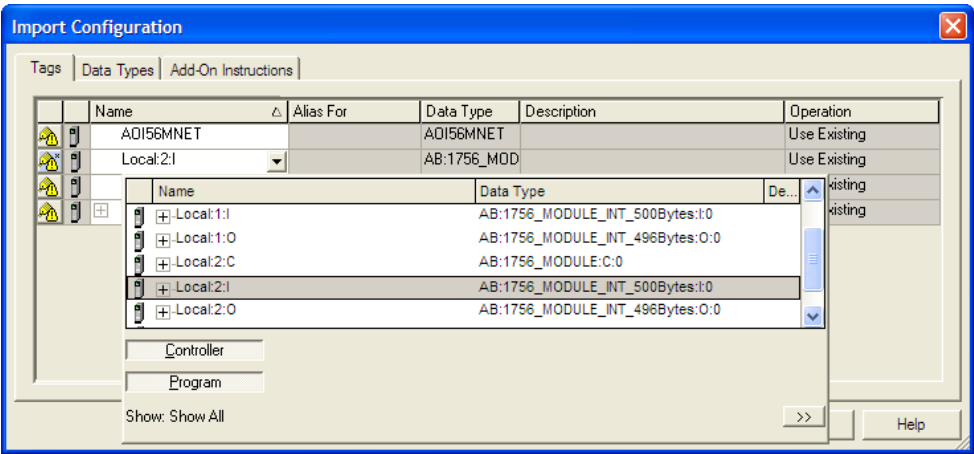 Import Configuration
Tags Data Types Add-On Instructions
Name Alias For Data Type Description Operation
AOI56MNET AOI56MNET Use Existing
Local:2:I AB:1756_MOD Use Existing
Name Data Type De...
Local:1:I AB:1756_MODULE_INT_500Bytes:I:0
Local:1:O AB:1756_MODULE_INT_496Bytes:O:0
Local:2:C AB:1756_MODULE:C:0
Local:2:I AB:1756_MODULE_INT_500Bytes:I:0
Local:2:O AB:1756_MODULE_INT_496Bytes:O:0
Controller
Program
Show: Show All >>
Help